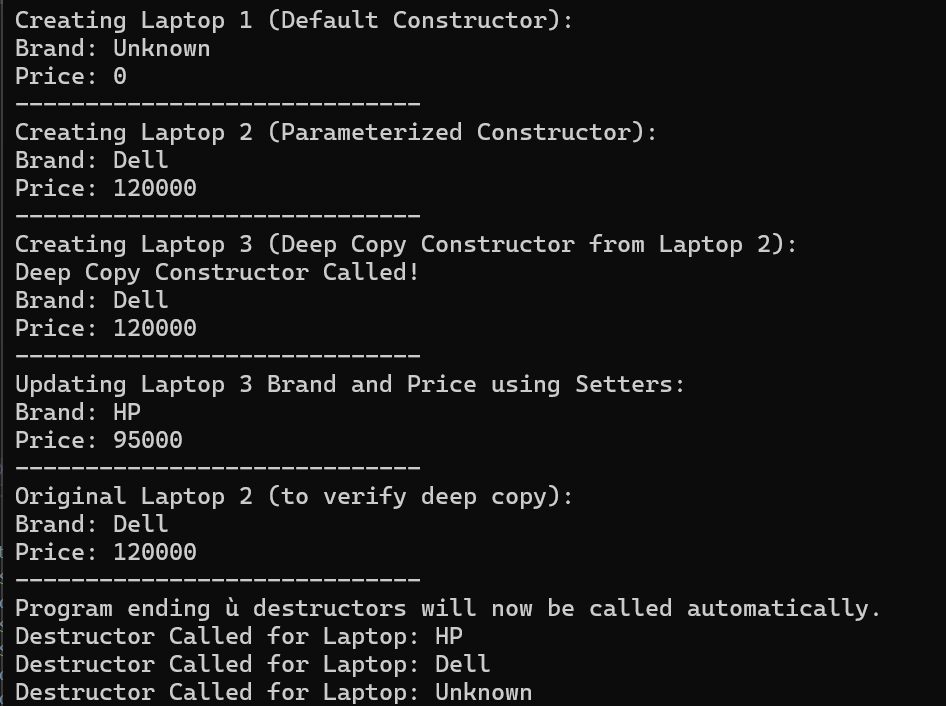 Creating Laptop 1 (Default Constructor):
Brand: Unknown
Price: 0
-----------------------------
Creating Laptop 2 (Parameterized Constructor):
Brand: Dell
Price: 120000
-----------------------------
Creating Laptop 3 (Deep Copy Constructor from Laptop 2):
Deep Copy Constructor Called!
Brand: Dell
Price: 120000
-----------------------------
Updating Laptop 3 Brand and Price using Setters:
Brand: HP
Price: 95000
-----------------------------
Original Laptop 2 (to verify deep copy):
Brand: Dell
Price: 120000
-----------------------------
Program ending ù destructors will now be called automatically.
Destructor Called for Laptop: HP
Destructor Called for Laptop: Dell
Destructor Called for Laptop: Unknown